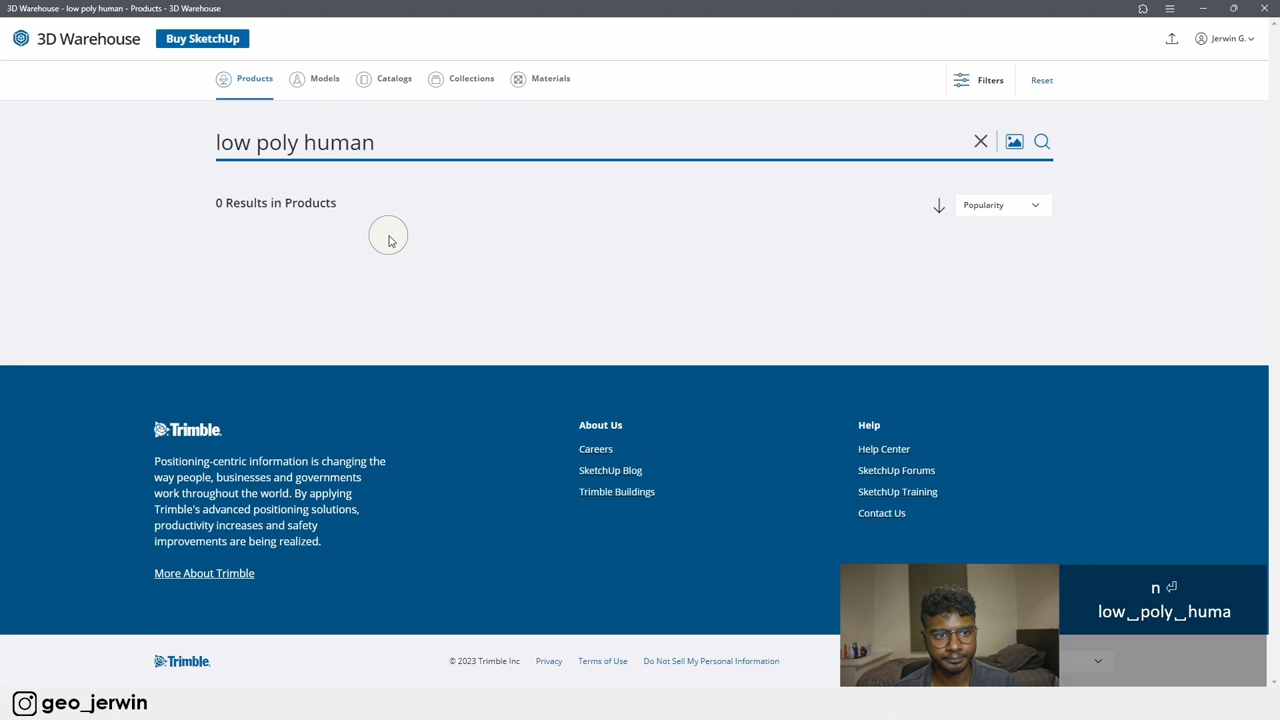 3D Warehouse - low poly human - Products - 3D Warehouse
3D Warehouse
Buy SketchUp
Jerwin G.
Products
Models
Catalogs
Collections
Materials
Filters
Reset
low poly human
0 Results in Products
Popularity
Trimble.
Positioning-centric information is changing the
way people, businesses and governments
work throughout the world. By applying
Trimble's advanced positioning solutions,
productivity increases and safety
improvements are being realized.
More About Trimble
About Us
Careers
SketchUp Blog
Trimble Buildings
Help
Help Center
SketchUp Forums
SketchUp Training
Contact Us
n ⏎
low␣poly␣huma
Trimble.
© 2023 Trimble Inc
Privacy
Terms of Use
Do Not Sell My Personal Information
geo_jerwin